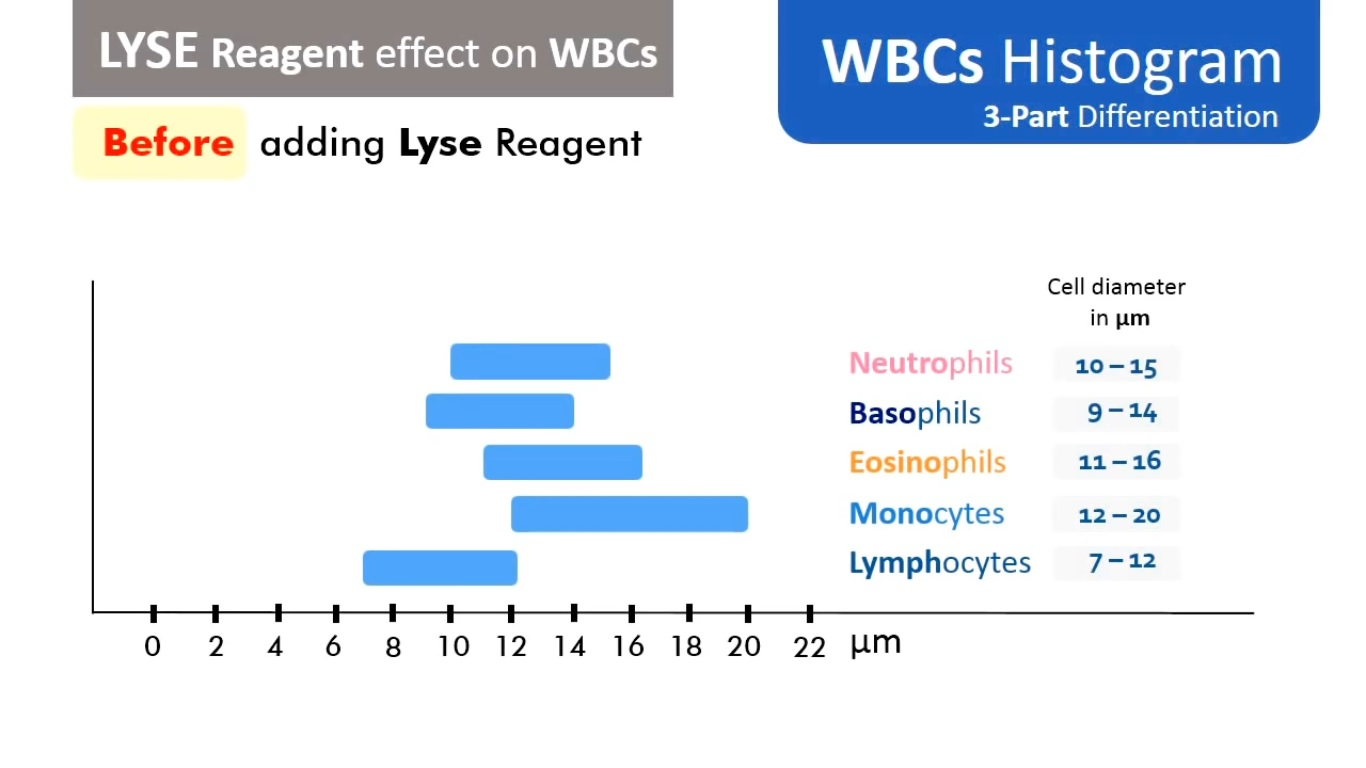 LYSE Reagent effect on WBCs
WBCs Histogram
3-Part Differentiation
Before adding Lyse Reagent
Cell diameter
in µm
Neutrophils 10 – 15
Basophils 9 – 14
Eosinophils 11 – 16
Monocytes 12 – 20
Lymphocytes 7 – 12
0 2 4 6 8 10 12 14 16 18 20 22 µm